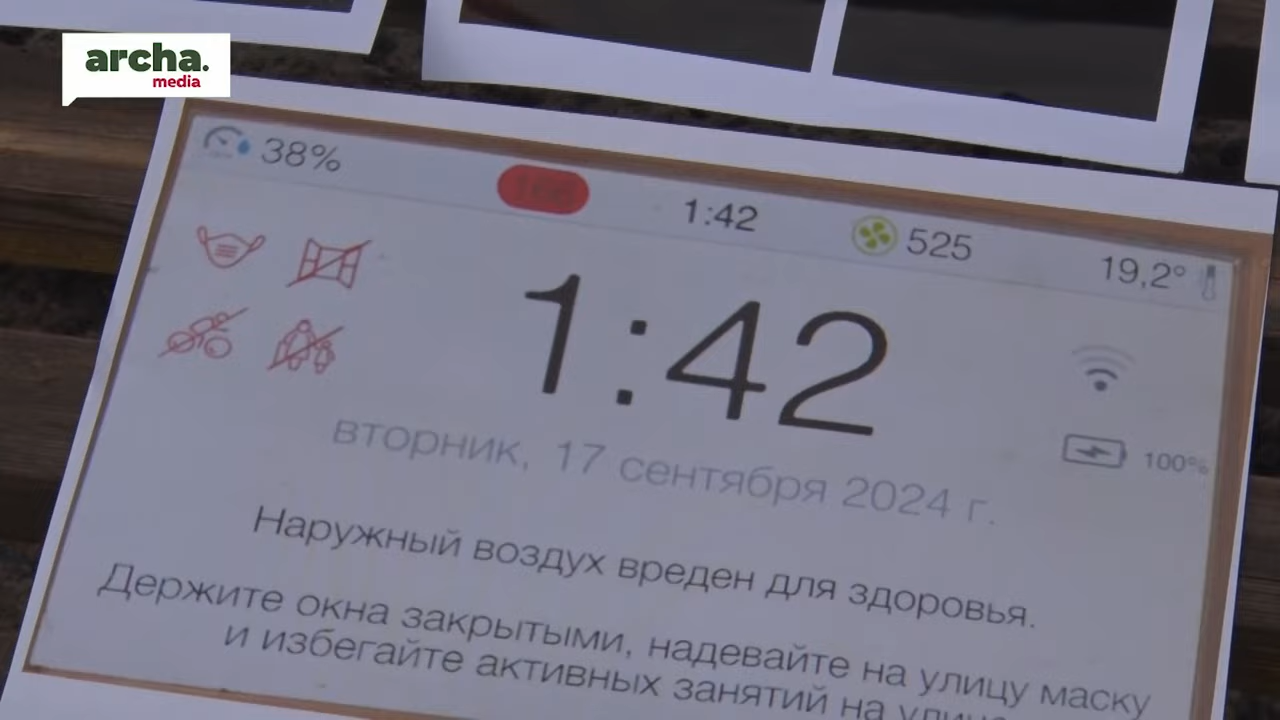 archa.
media
38%
1:42
525
19,2°
1:42
100%
вторник, 17 сентября 2024 г.
Наружный воздух вреден для здоровья.
Держите окна закрытыми, надевайте на улицу маску
и избегайте активных занятий на улице